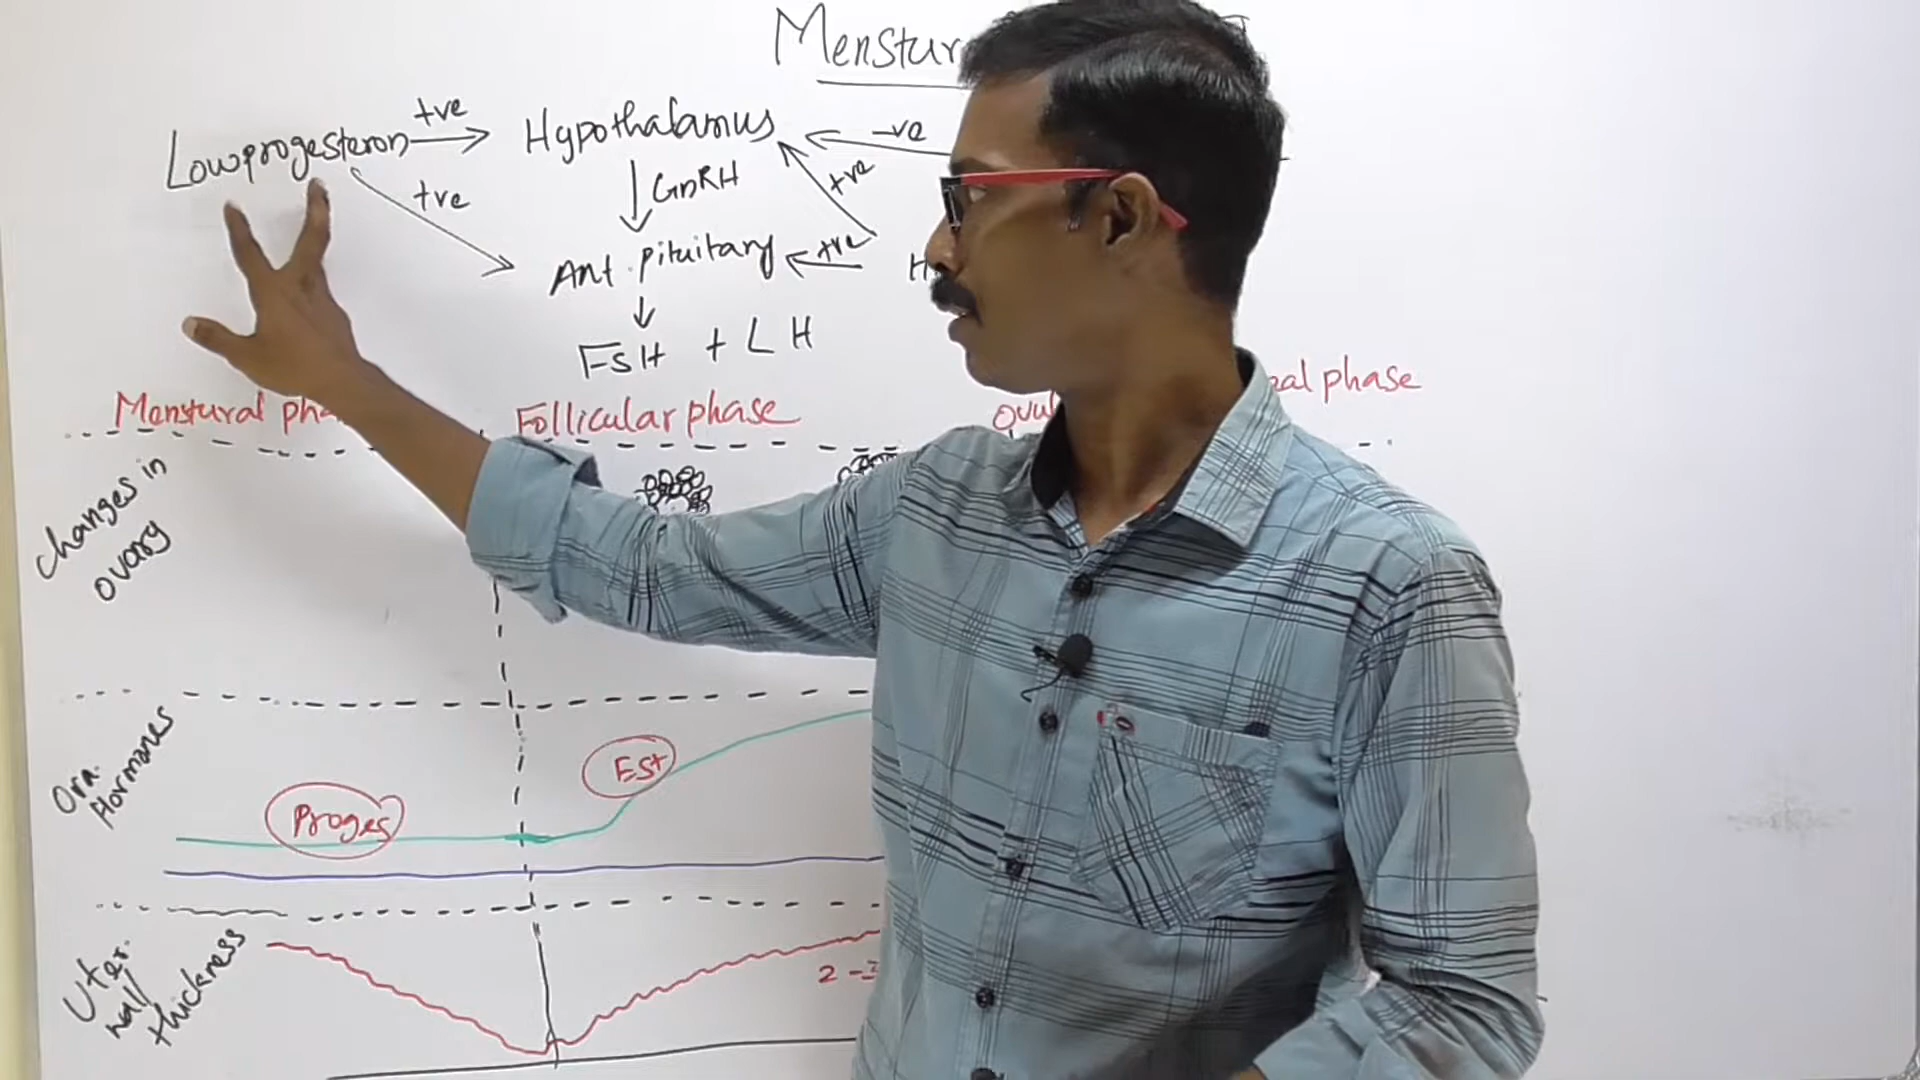 Menstur
Lowprogesteron +ve Hypothalamus -ve
+ve GnRH +ve
Ant. pituitary +ve H
FSH + LH
Menstural pha Follicular phase Ovul eal phase
Changes in
ovary
Orn.
Hormones
Proges Est
Uter.
wall
thickness
2 -